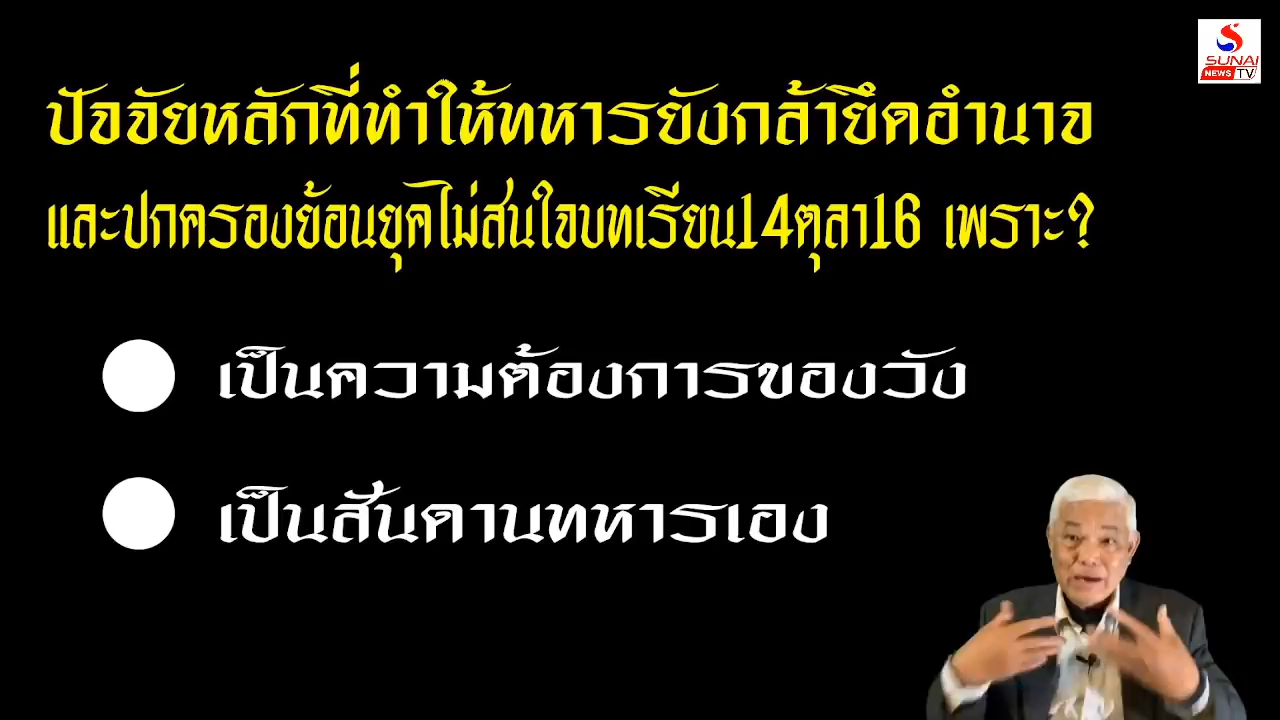 SUNAI
NEWS TV
ปัจจัยหลักที่ทำให้ทหารยังกล้ายึดอำนาจ
และปกครองย้อนยุคไม่สนใจบทเรียน14ตุลา16 เพราะ?
เป็นความต้องการของวัง
เป็นสันดานทหารเอง